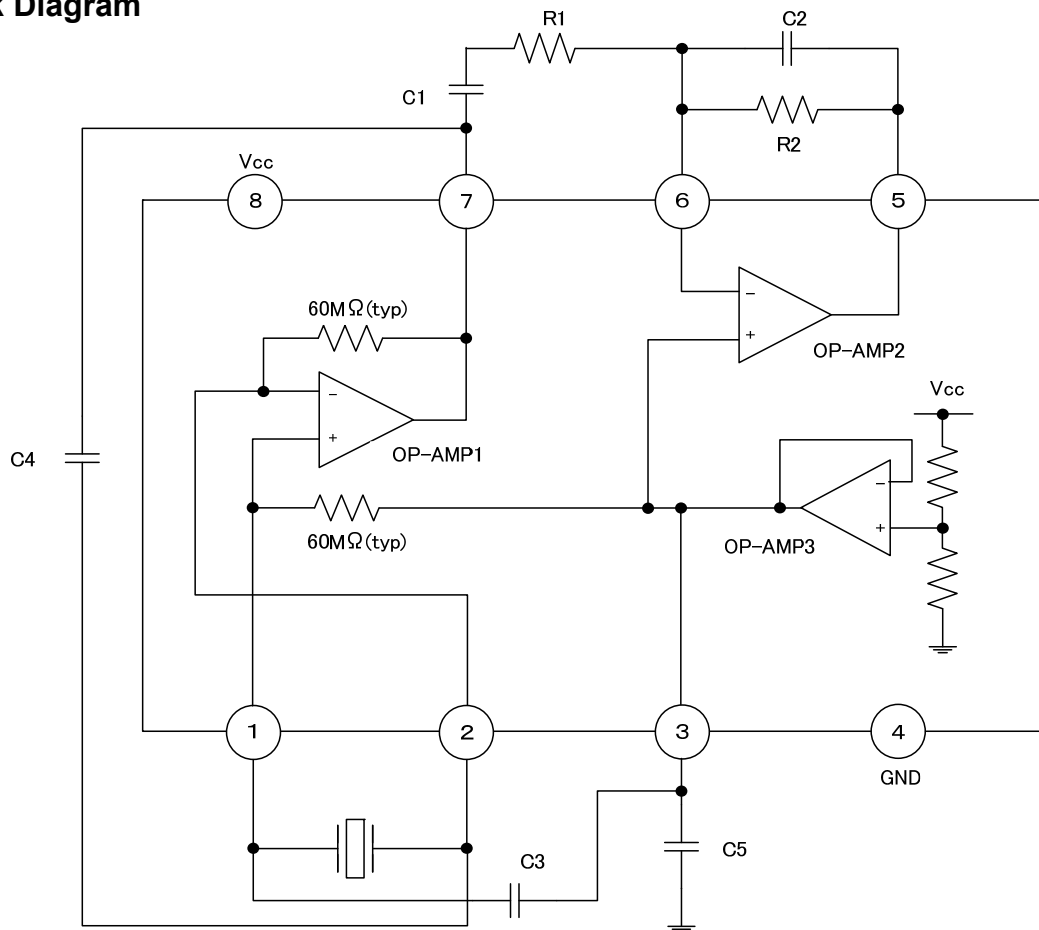 Diagram
R1
C2
C1
R2
Vcc
8
7
6
5
60MΩ(typ)
−
+
OP−AMP2
−
+
OP−AMP1
Vcc
C4
60MΩ(typ)
−
+
OP−AMP3
1
2
3
4
GND
C3
C5